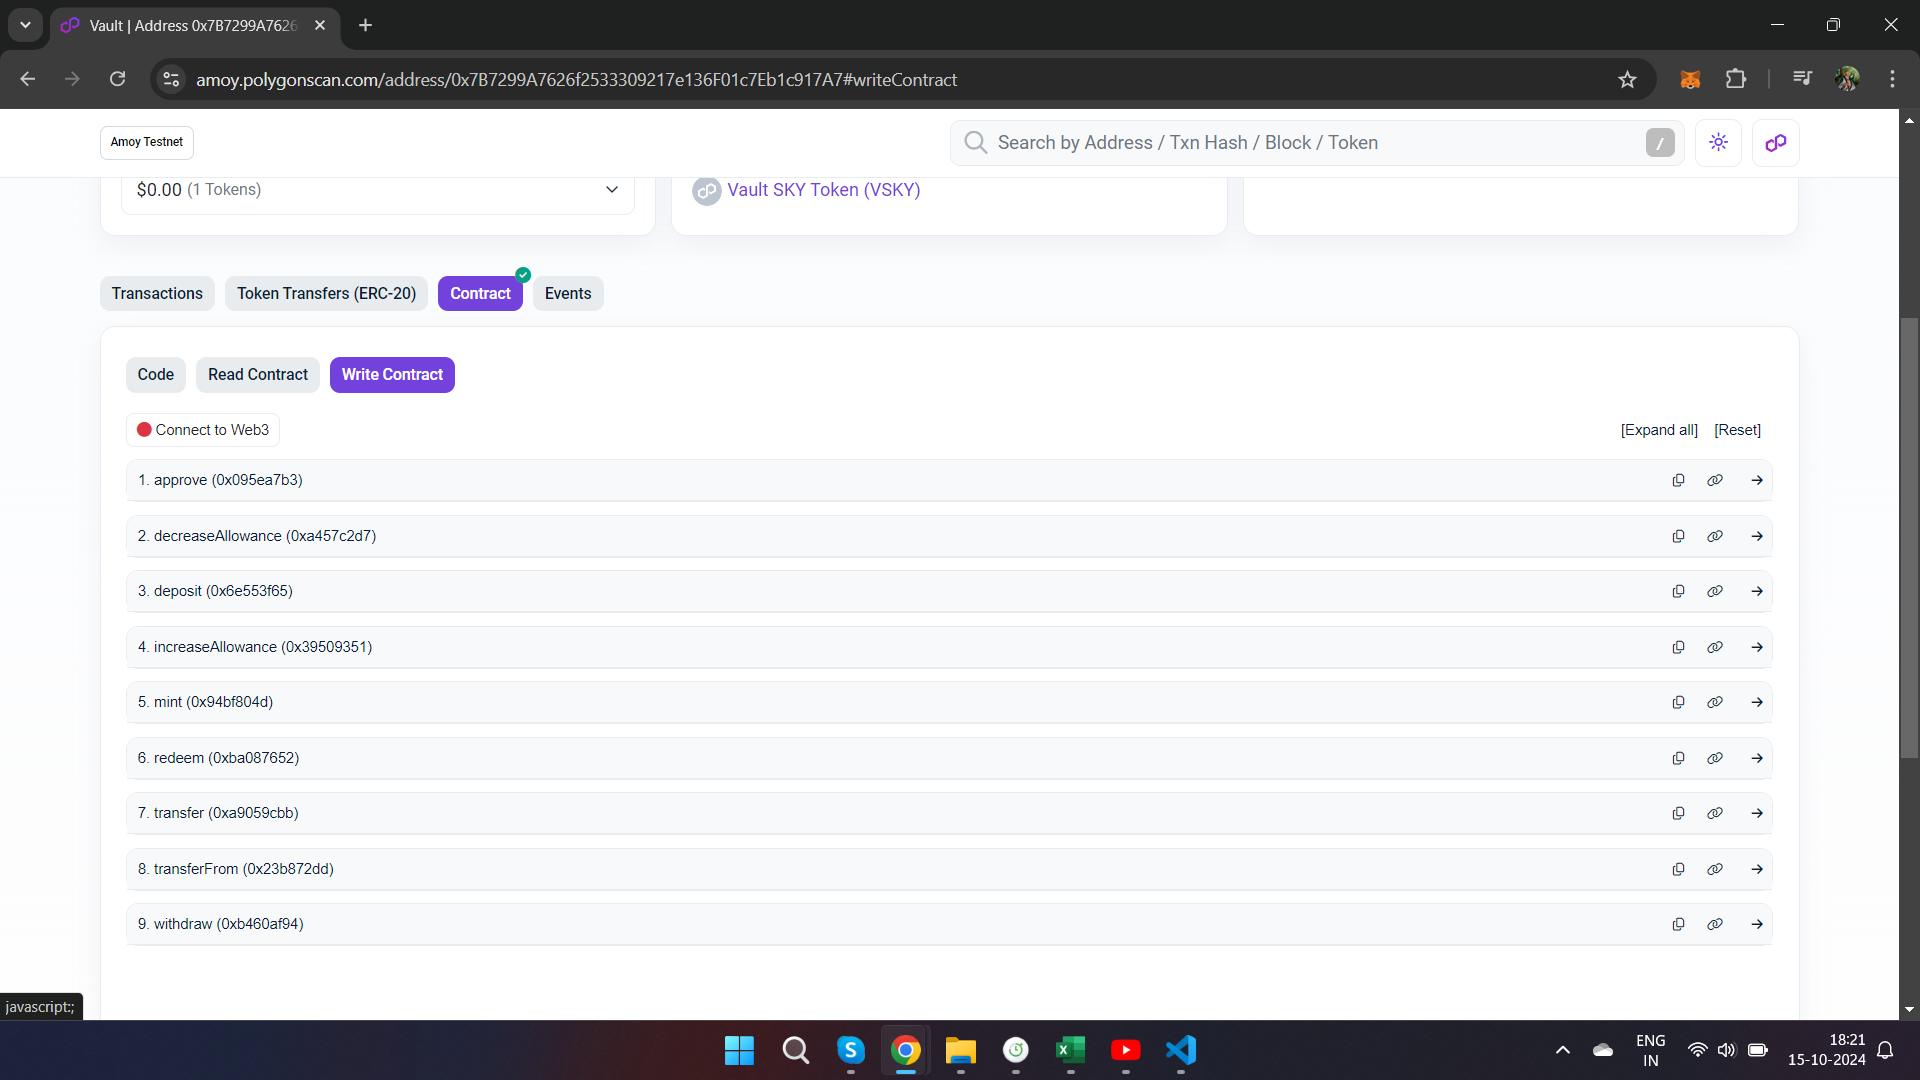 Vault | Address 0x7B7299A7626
amoy.polygonscan.com/address/0x7B7299A7626f2533309217e136F01c7Eb1c917A7#writeContract
Amoy Testnet
Search by Address / Txn Hash / Block / Token
/
$0.00 (1 Tokens)
Vault SKY Token (VSKY)
Transactions
Token Transfers (ERC-20)
Contract
Events
Code
Read Contract
Write Contract
Connect to Web3
[Expand all]
[Reset]
1. approve (0x095ea7b3)
2. decreaseAllowance (0xa457c2d7)
3. deposit (0x6e553f65)
4. increaseAllowance (0x39509351)
5. mint (0x94bf804d)
6. redeem (0xba087652)
7. transfer (0xa9059cbb)
8. transferFrom (0x23b872dd)
9. withdraw (0xb460af94)
javascript:;
ENG
IN
18:21
15-10-2024